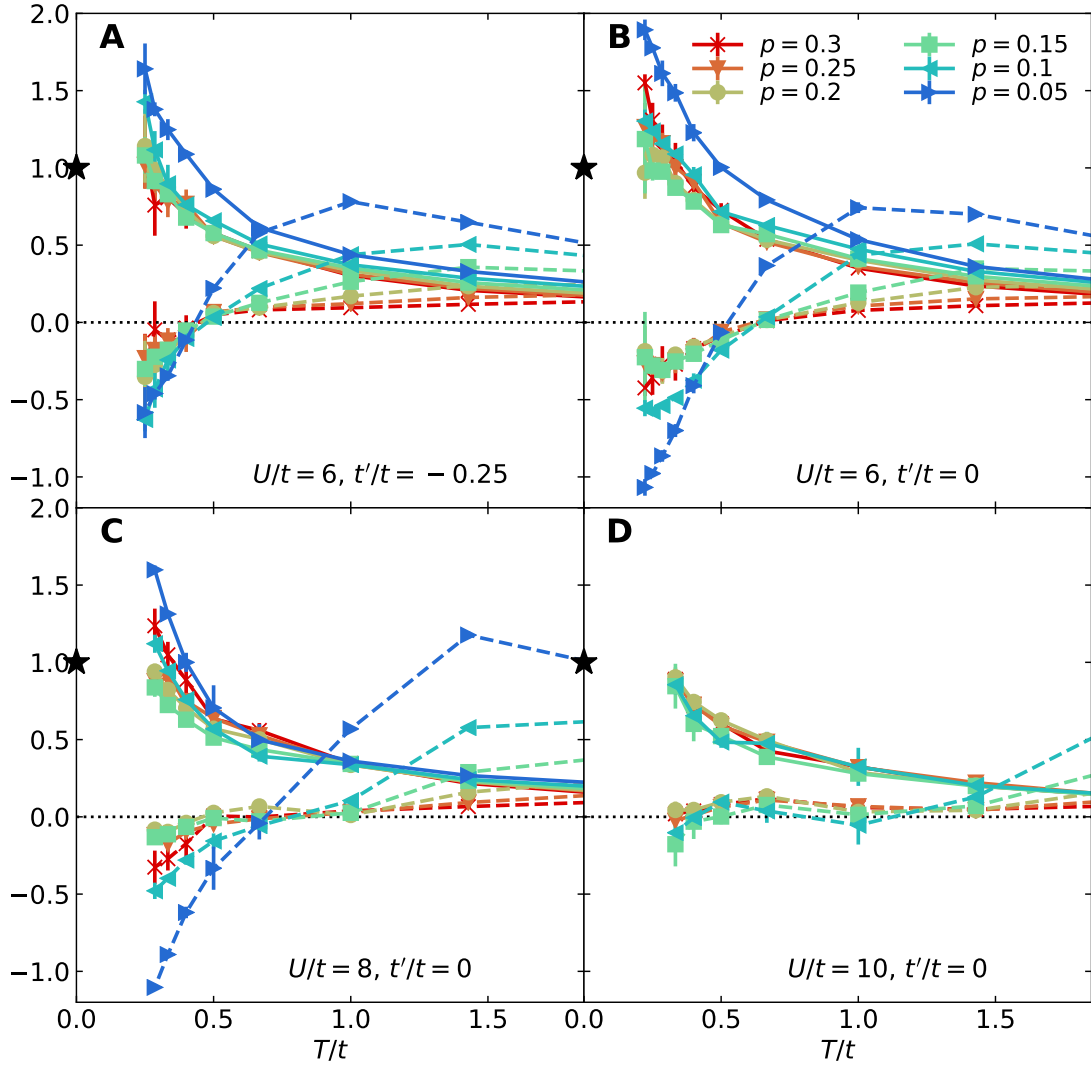 2.0
1.5
1.0
0.5
0.0
−0.5
−1.0
A
U/t = 6, t′/t = −0.25
B
p = 0.3
p = 0.25
p = 0.2
p = 0.15
p = 0.1
p = 0.05
U/t = 6, t′/t = 0
2.0
1.5
1.0
0.5
0.0
−0.5
−1.0
C
U/t = 8, t′/t = 0
D
U/t = 10, t′/t = 0
0.0 0.5 1.0 1.5 0.0 0.5 1.0 1.5
T/t T/t